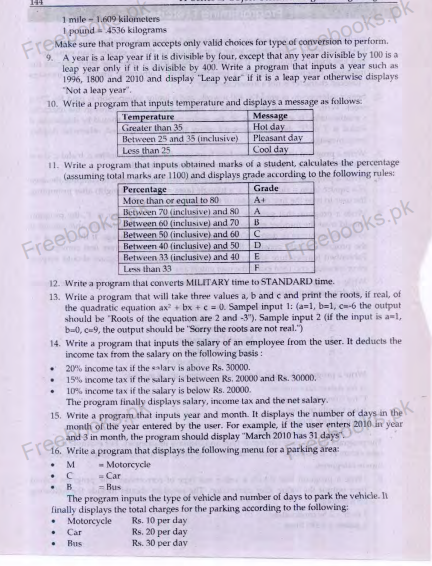 144
1 mile = 1.609 kilometers
1 pound = .4536 kilograms
Make sure that program accepts only valid choices for type of conversion to perform.
9. A year is a leap year if it is divisible by four, except that any year divisible by 100 is a
leap year only if it is divisible by 400. Write a program that inputs a year such as
1996, 1800 and 2010 and display "Leap year" if it is a leap year otherwise displays
"Not a leap year".
10. Write a program that inputs temperature and displays a message as follows:
Temperature Message
Greater than 35 Hot day
Between 25 and 35 (inclusive) Pleasant day
Less than 25 Cool day
11. Write a program that inputs obtained marks of a student, calculates the percentage
(assuming total marks are 1100) and displays grade according to the following rules:
Percentage Grade
More than or equal to 80 A+
Between 70 (inclusive) and 80 A
Between 60 (inclusive) and 70 B
Between 50 (inclusive) and 60 C
Between 40 (inclusive) and 50 D
Between 33 (inclusive) and 40 E
Less than 33 F
12. Write a program that converts MILITARY time to STANDARD time.
13. Write a program that will take three values a, b and c and print the roots, if real, of
the quadratic equation ax² + bx + c = 0. Sampel input 1: (a=1, b=1, c=-6 the output
should be "Roots of the equation are 2 and -3"). Sample input 2 (if the input is a=1,
b=0, c=9, the output should be "Sorry the roots are not real.")
14. Write a program that inputs the salary of an employee from the user. It deducts the
income tax from the salary on the following basis :
• 20% income tax if the salary is above Rs. 30000.
• 15% income tax if the salary is between Rs. 20000 and Rs. 30000.
• 10% income tax if the salary is below Rs. 20000.
The program finally displays salary, income tax and the net salary.
15. Write a program that inputs year and month. It displays the number of days in the
month of the year entered by the user. For example, if the user enters 2010 in year
and 3 in month, the program should display "March 2010 has 31 days".
16. Write a program that displays the following menu for a parking area:
• M = Motorcycle
• C = Car
• B = Bus
The program inputs the type of vehicle and number of days to park the vehicle. It
finally displays the total charges for the parking according to the following:
• Motorcycle Rs. 10 per day
• Car Rs. 20 per day
• Bus Rs. 30 per day
Freebooks.pk
Freebooks.pk
Freebooks.pk